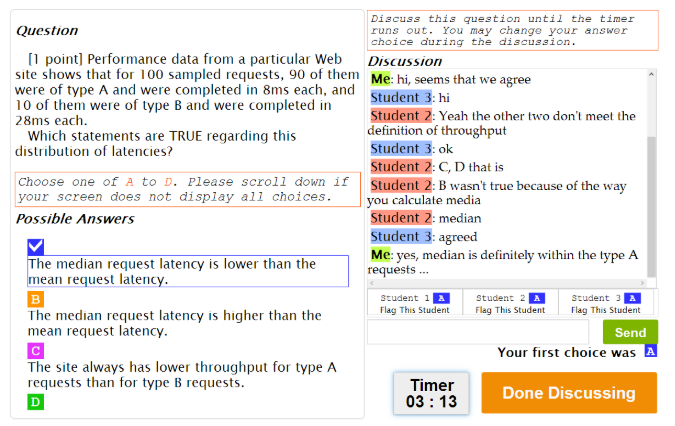 Question
[1 point] Performance data from a particular Web
site shows that for 100 sampled requests, 90 of them
were of type A and were completed in 8ms each, and
10 of them were of type B and were completed in
28ms each.
Which statements are TRUE regarding this
distribution of latencies?
Choose one of A to D. Please scroll down if
your screen does not display all choices.
Possible Answers
The median request latency is lower than the
mean request latency.
B
The median request latency is higher than the
mean request latency.
C
The site always has lower throughput for type A
requests than for type B requests.
D
Discuss this question until the timer
runs out. You may change your answer
choice during the discussion.
Discussion
Me: hi, seems that we agree
Student 3: hi
Student 2: Yeah the other two don't meet the
definition of throughput
Student 3: ok
Student 2: C, D that is
Student 2: B wasn't true because of the way
you calculate media
Student 2: median
Student 3: agreed
Me: yes, median is definitely within the type A
requests ...
Student 1 A Student 2 A Student 3 A
Flag This Student Flag This Student Flag This Student
Send
Your first choice was A
Timer
03 : 13
Done Discussing